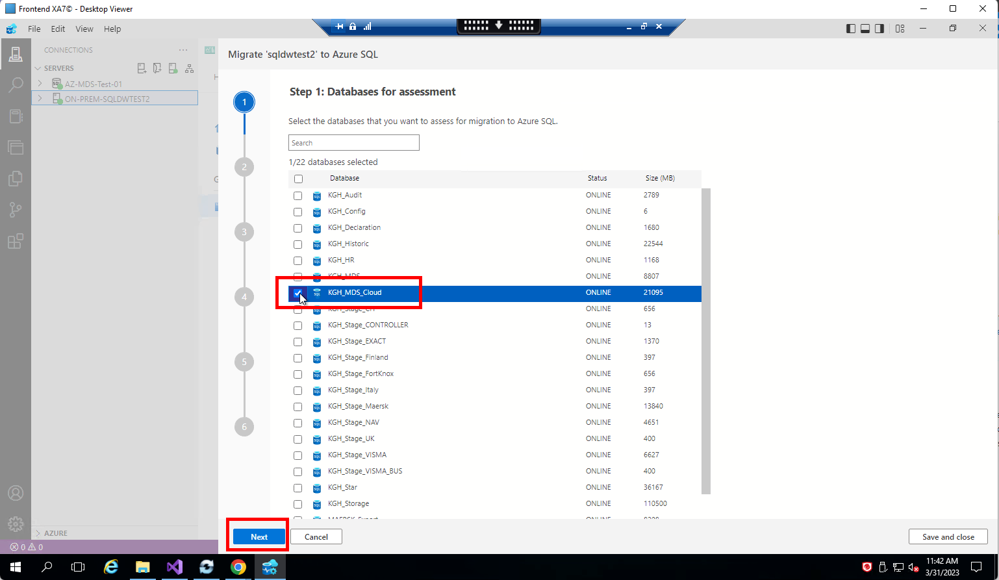 Frontend XA7© - Desktop Viewer
File Edit View Help
CONNECTIONS
SERVERS
AZ-MDS-Test-01
ON-PREM-SQLDWTEST2
AZURE
0 0
Migrate 'sqldwtest2' to Azure SQL
1
2
3
4
5
6
Step 1: Databases for assessment
Select the databases that you want to assess for migration to Azure SQL.
Search
1/22 databases selected
Database Status Size (MB)
KGH_Audit ONLINE 2789
KGH_Config ONLINE 6
KGH_Declaration ONLINE 1680
KGH_Historic ONLINE 22544
KGH_HR ONLINE 1168
KGH_MDS ONLINE 8807
KGH_MDS_Cloud ONLINE 21095
ONLINE 656
KGH_Stage_CONTROLLER ONLINE 13
KGH_Stage_EXACT ONLINE 1370
KGH_Stage_Finland ONLINE 397
KGH_Stage_FortKnox ONLINE 656
KGH_Stage_Italy ONLINE 397
KGH_Stage_Maersk ONLINE 13840
KGH_Stage_NAV ONLINE 4651
KGH_Stage_UK ONLINE 400
KGH_Stage_VISMA ONLINE 6627
KGH_Stage_VISMA_BUS ONLINE 400
KGH_Star ONLINE 36167
KGH_Storage ONLINE 110500
Next Cancel Save and close
11:42 AM
3/31/2023